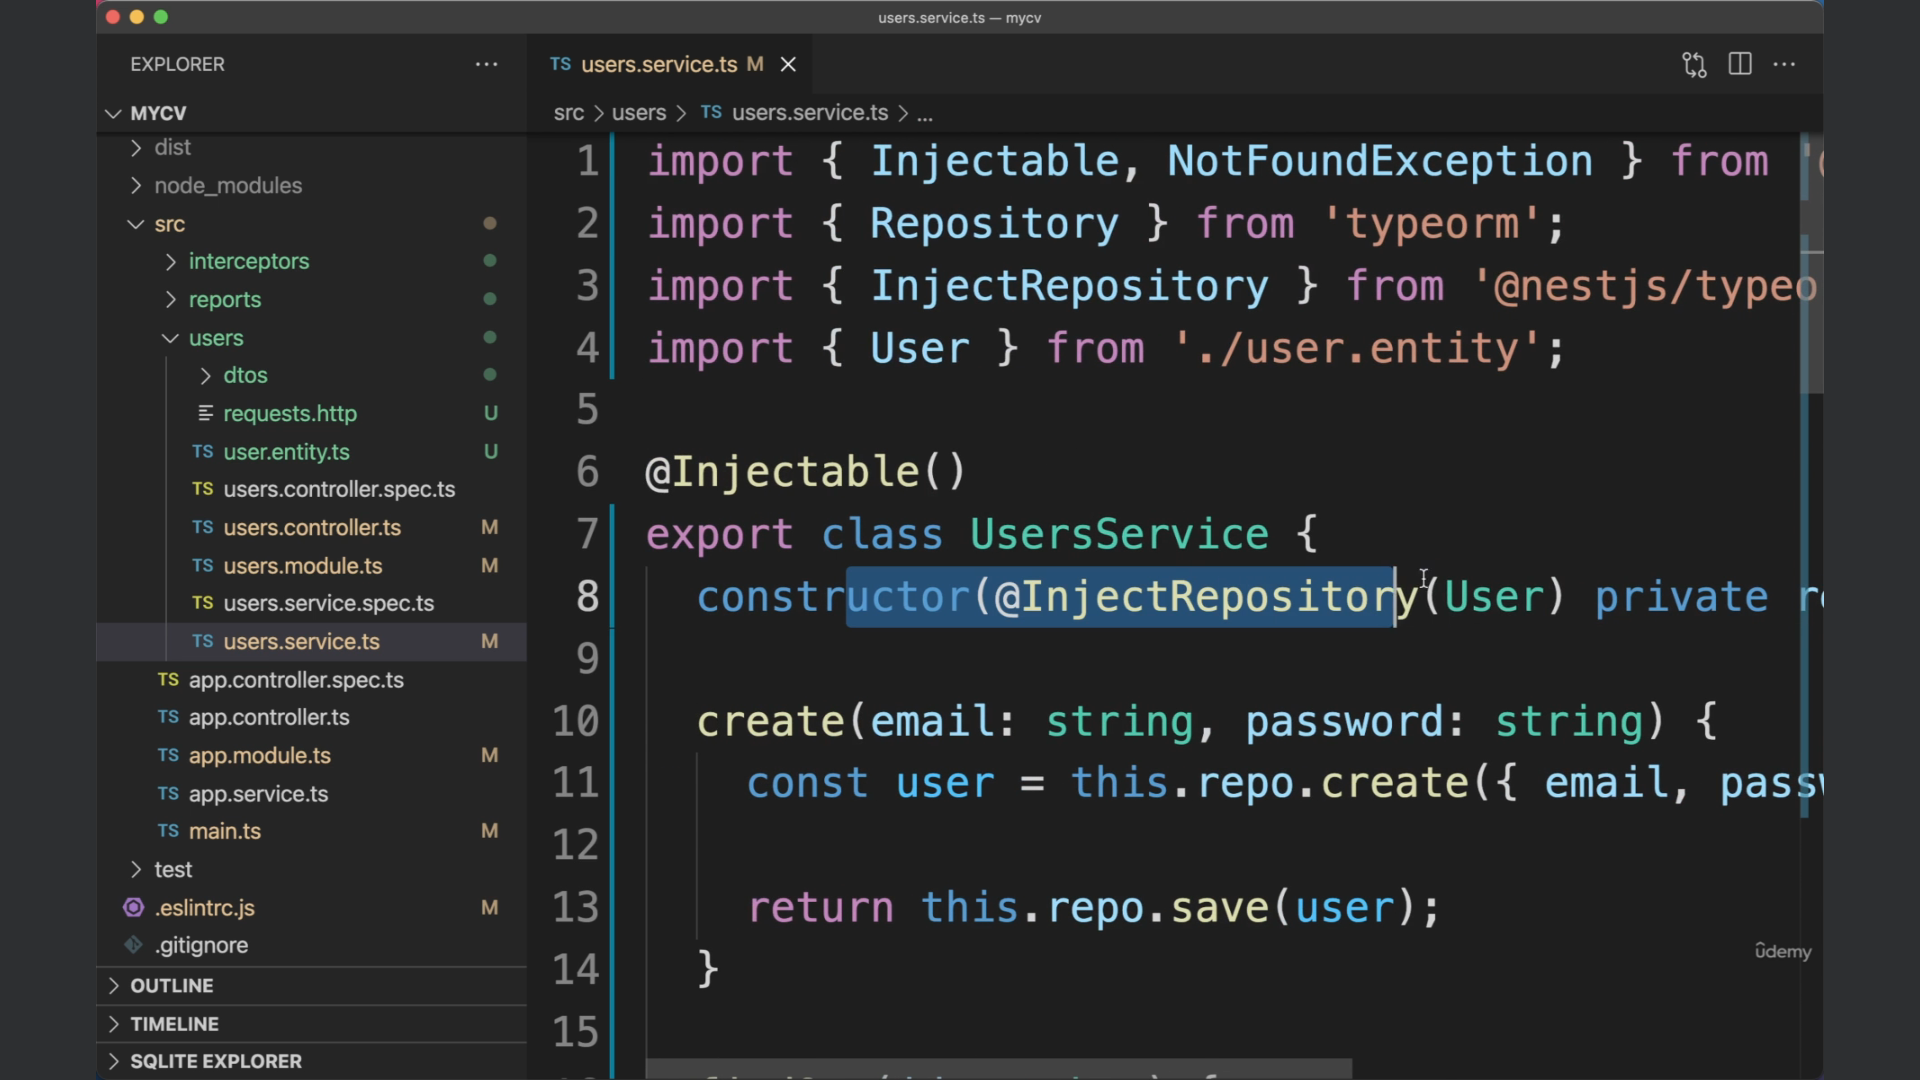 users.service.ts — mycv
EXPLORER
MYCV
dist
node_modules
src
interceptors
reports
users
dtos
requests.http U
TS user.entity.ts U
TS users.controller.spec.ts
TS users.controller.ts M
TS users.module.ts M
TS users.service.spec.ts
TS users.service.ts M
TS app.controller.spec.ts
TS app.controller.ts
TS app.module.ts M
TS app.service.ts
TS main.ts M
test
.eslintrc.js M
.gitignore
OUTLINE
TIMELINE
SQLITE EXPLORER
TS users.service.ts M
src > users > TS users.service.ts > ...
1 import { Injectable, NotFoundException } from '
2 import { Repository } from 'typeorm';
3 import { InjectRepository } from '@nestjs/typeo
4 import { User } from './user.entity';
5
6 @Injectable()
7 export class UsersService {
8 constructor(@InjectRepository(User) private r
9
10 create(email: string, password: string) {
11 const user = this.repo.create({ email, pass
12
13 return this.repo.save(user);
14 }
15
ûdemy